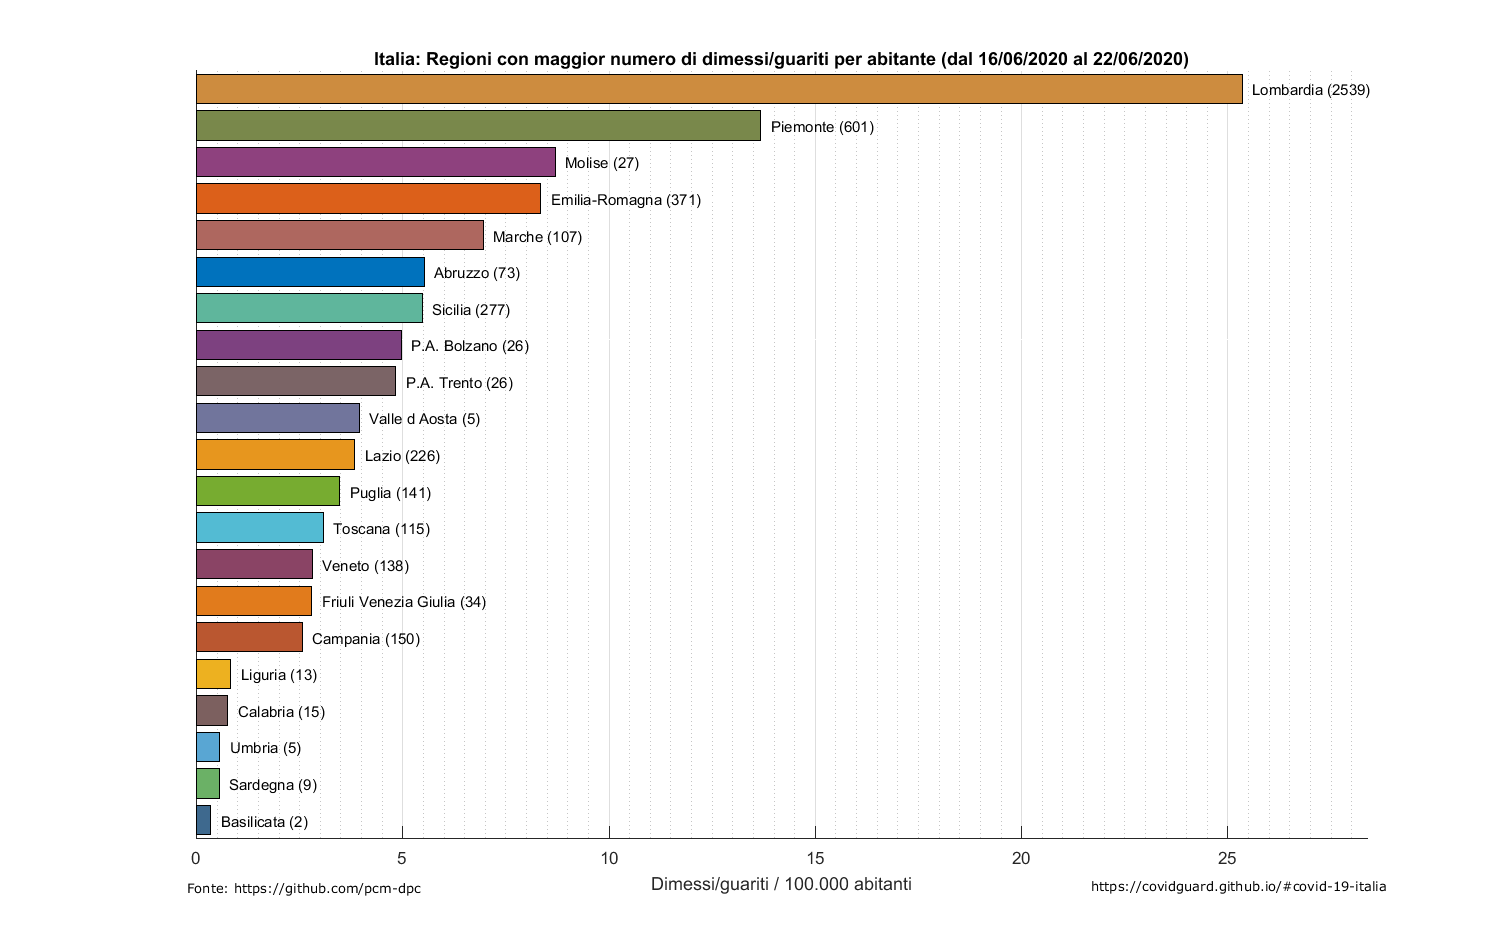 Italia: Regioni con maggior numero di dimessi/guariti per abitante (dal 16/06/2020 al 22/06/2020)
Lombardia (2539)
Piemonte (601)
Molise (27)
Emilia-Romagna (371)
Marche (107)
Abruzzo (73)
Sicilia (277)
P.A. Bolzano (26)
P.A. Trento (26)
Valle d Aosta (5)
Lazio (226)
Puglia (141)
Toscana (115)
Veneto (138)
Friuli Venezia Giulia (34)
Campania (150)
Liguria (13)
Calabria (15)
Umbria (5)
Sardegna (9)
Basilicata (2)
0 5 10 15 20 25
Dimessi/guariti / 100.000 abitanti
Fonte: https://github.com/pcm-dpc
https://covidguard.github.io/#covid-19-italia